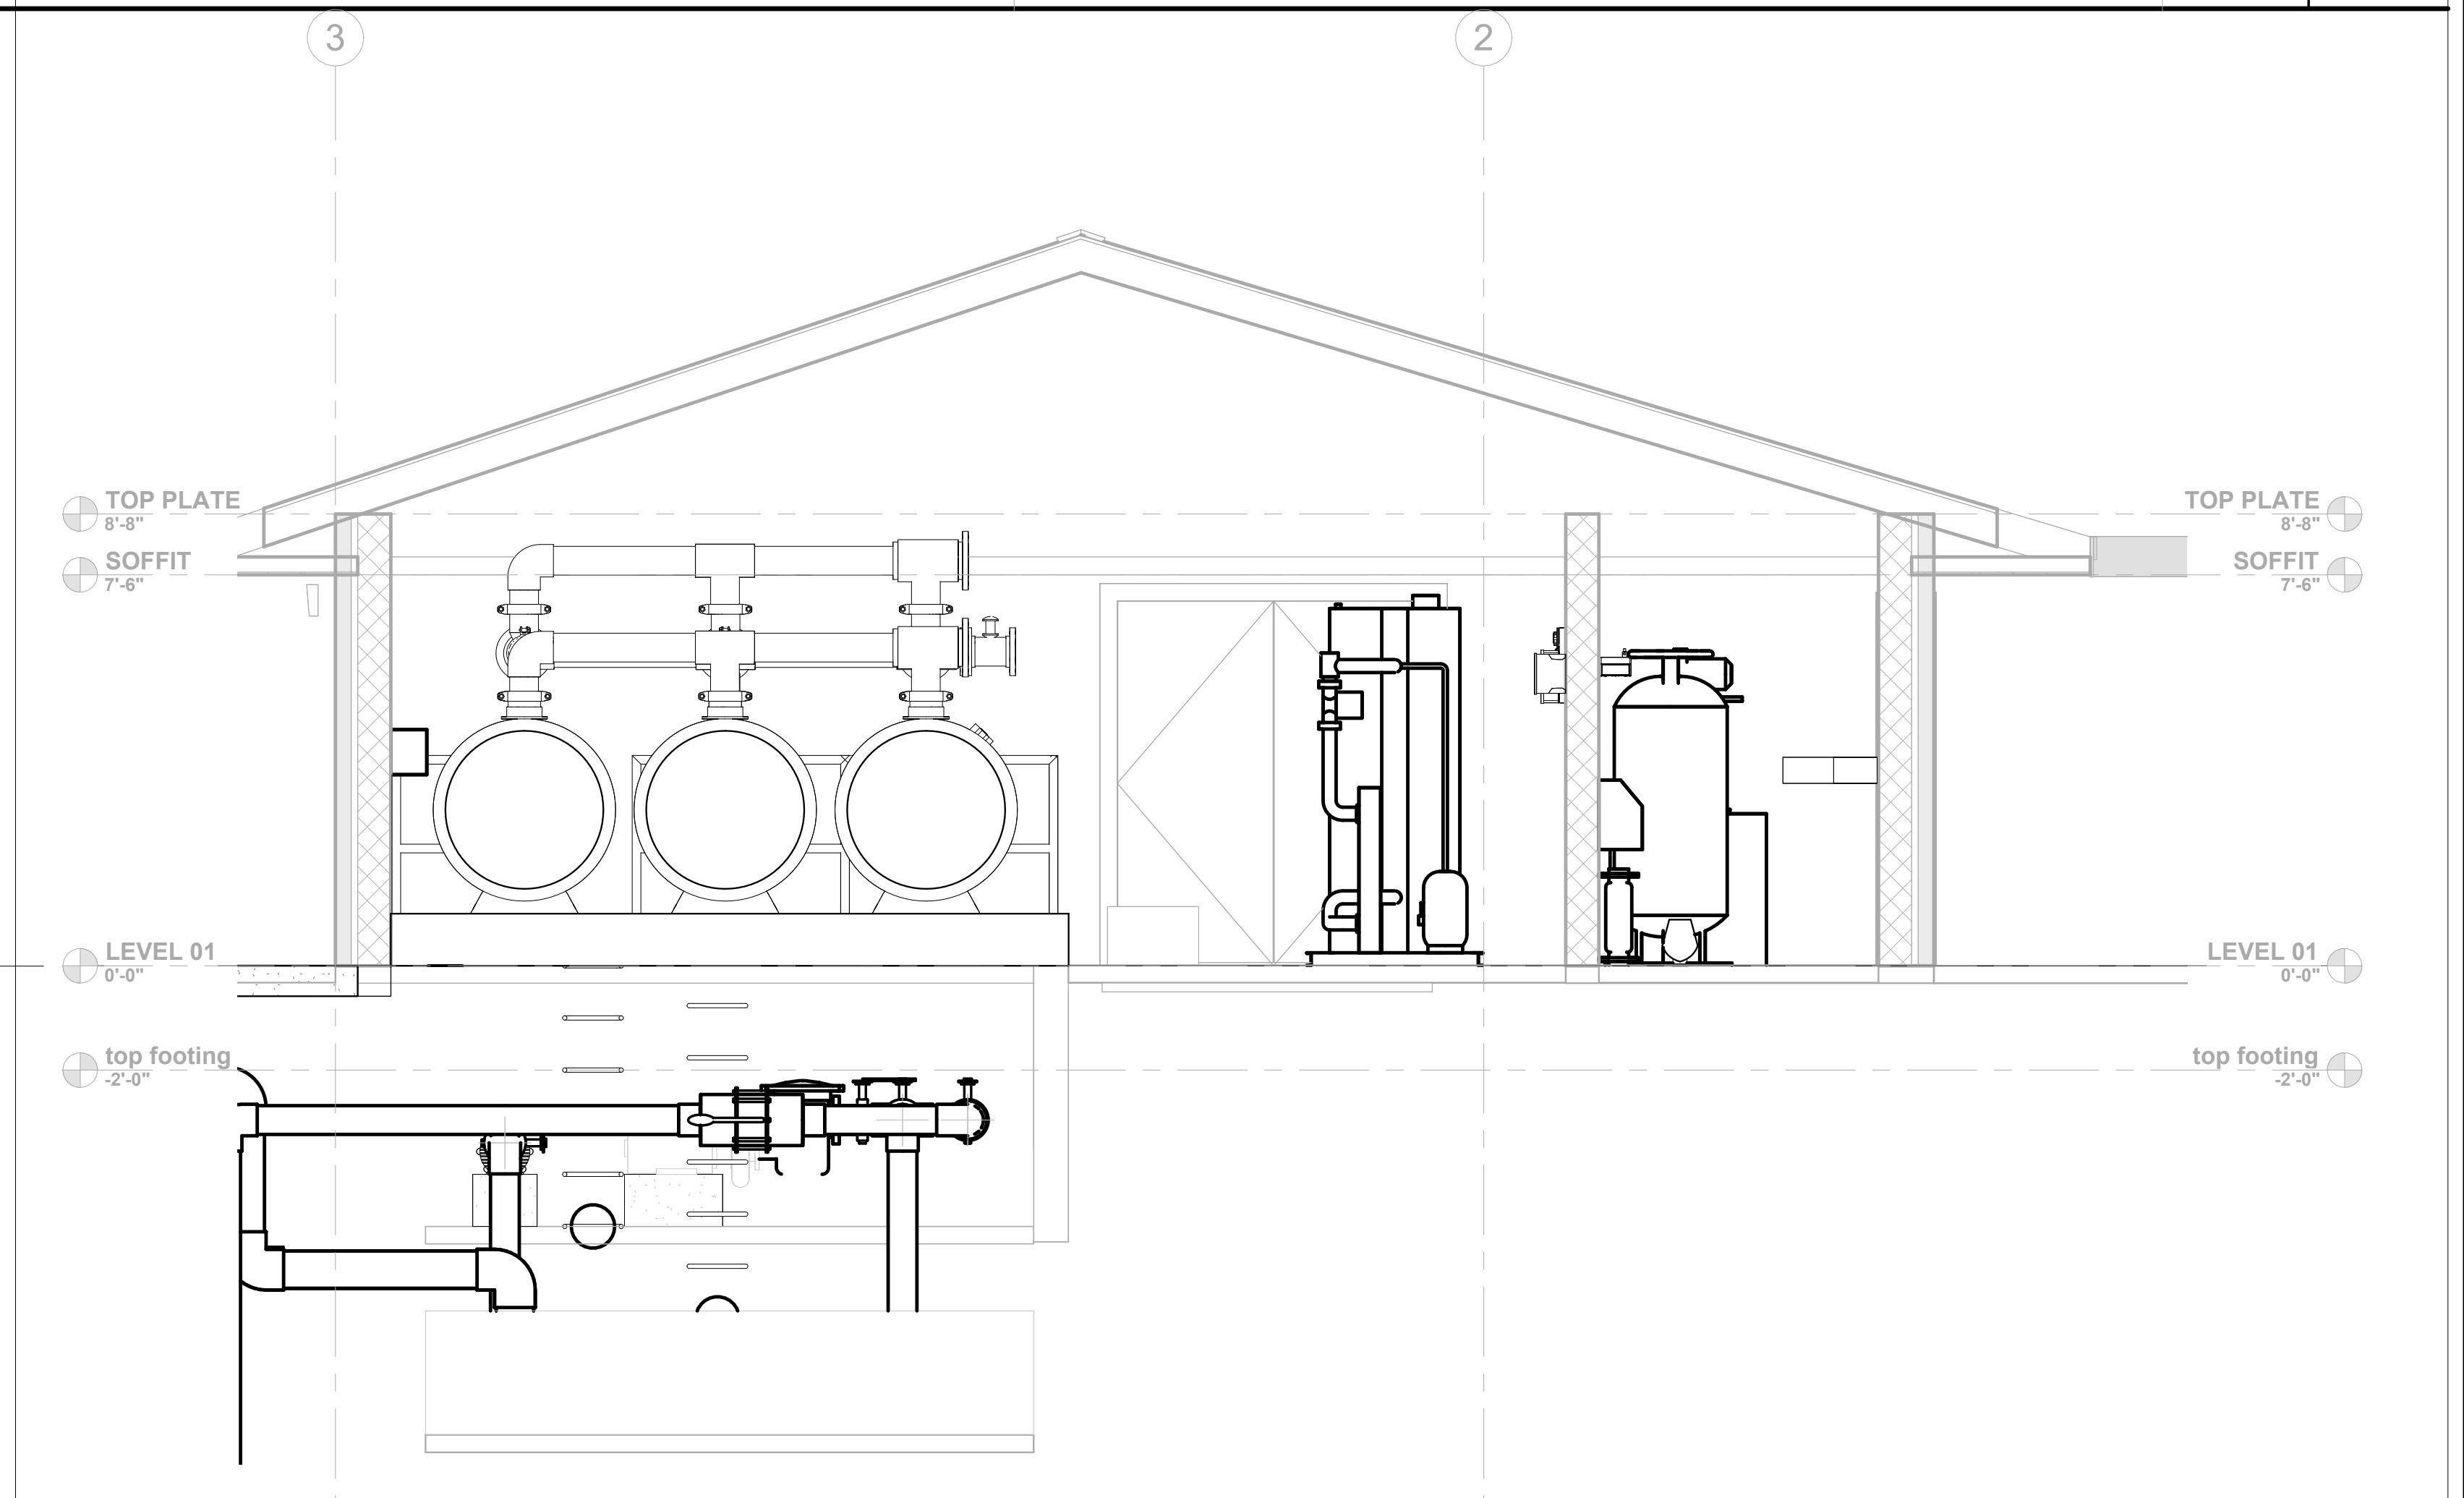 3
2
TOP PLATE
8'-8"
TOP PLATE
8'-8"
SOFFIT
7'-6"
SOFFIT
7'-6"
LEVEL 01
0'-0"
LEVEL 01
0'-0"
top footing
-2'-0"
top footing
-2'-0"